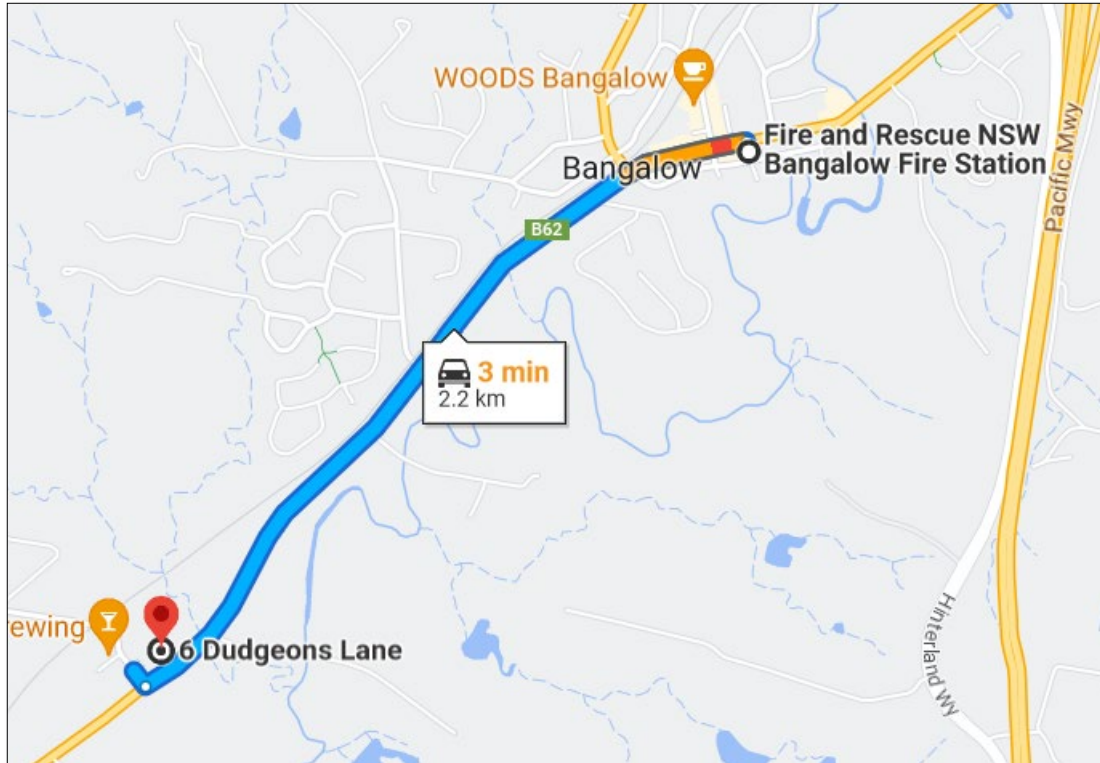 WOODS Bangalow
Fire and Rescue NSW
Bangalow Fire Station
Bangalow
Pacific Mwy
B62
3 min
2.2 km
rewing
6 Dudgeons Lane
Hinterland Wy